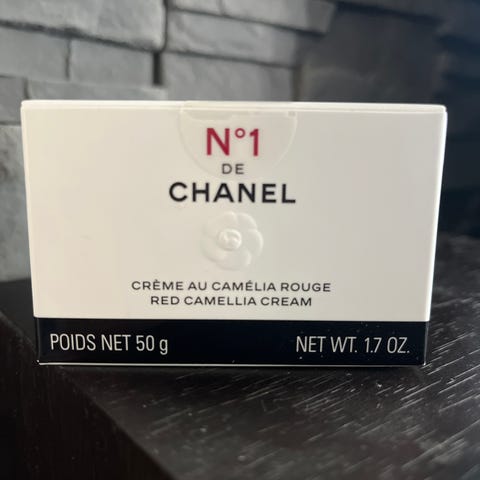 N°1
DE
CHANEL
CRÈME AU CAMÉLIA ROUGE
RED CAMELLIA CREAM
POIDS NET 50 g NET WT. 1.7 OZ.